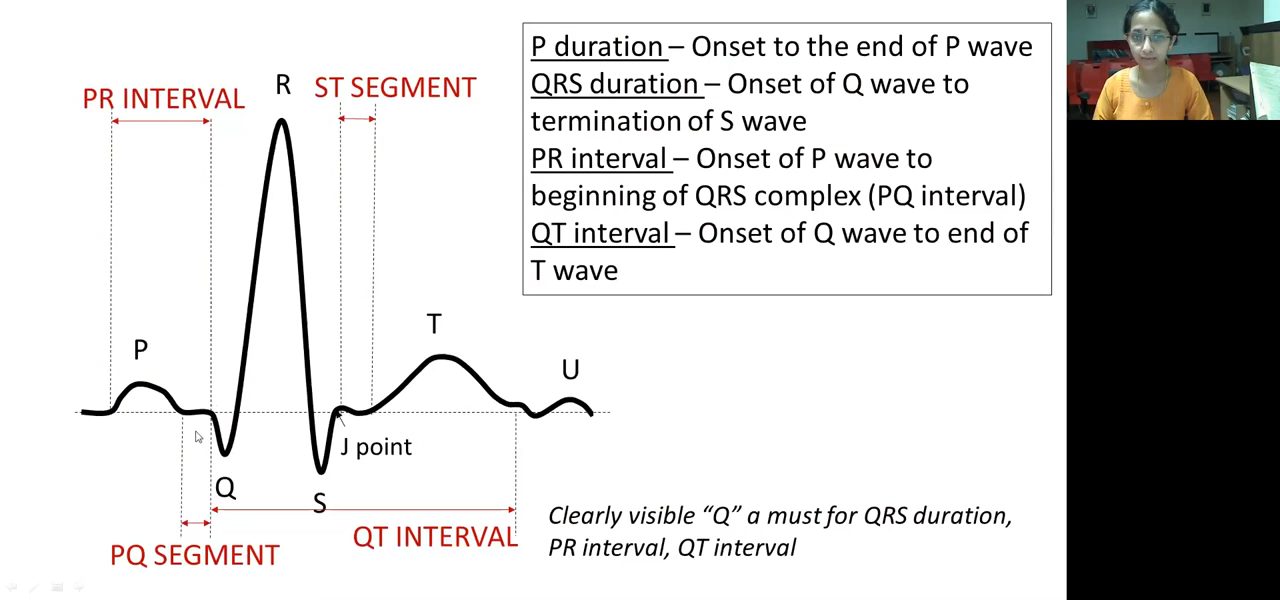 PR INTERVAL
R
ST SEGMENT
P
T
U
J point
Q
S
QT INTERVAL
PQ SEGMENT
P duration – Onset to the end of P wave
QRS duration – Onset of Q wave to
termination of S wave
PR interval – Onset of P wave to
beginning of QRS complex (PQ interval)
QT interval – Onset of Q wave to end of
T wave
Clearly visible “Q” a must for QRS duration,
PR interval, QT interval